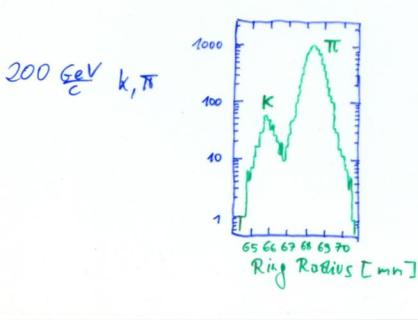 200 GeV/c K, π
1000
π
100
K
10
1
65 66 67 68 69 70
Ring Radius [mm]